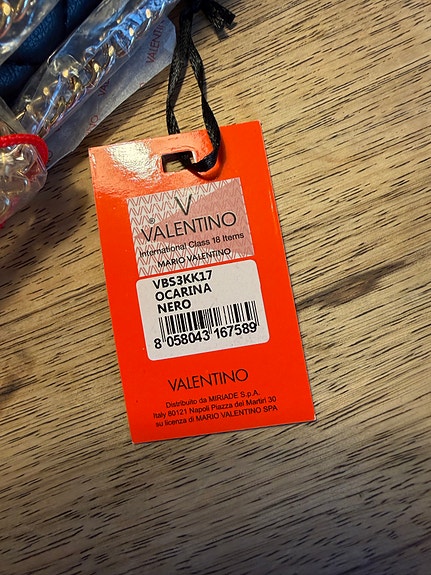 VALENTINO
V
® VALENTINO
International Class 18 Items
MARIO VALENTINO
VBS3KK17
OCARINA
NERO
8 058043 167589
VALENTINO
Distribuito da MIRIADE S.p.A.
Italy 80121 Napoli Piazza dei Martiri 30
su licenza di MARIO VALENTINO SPA